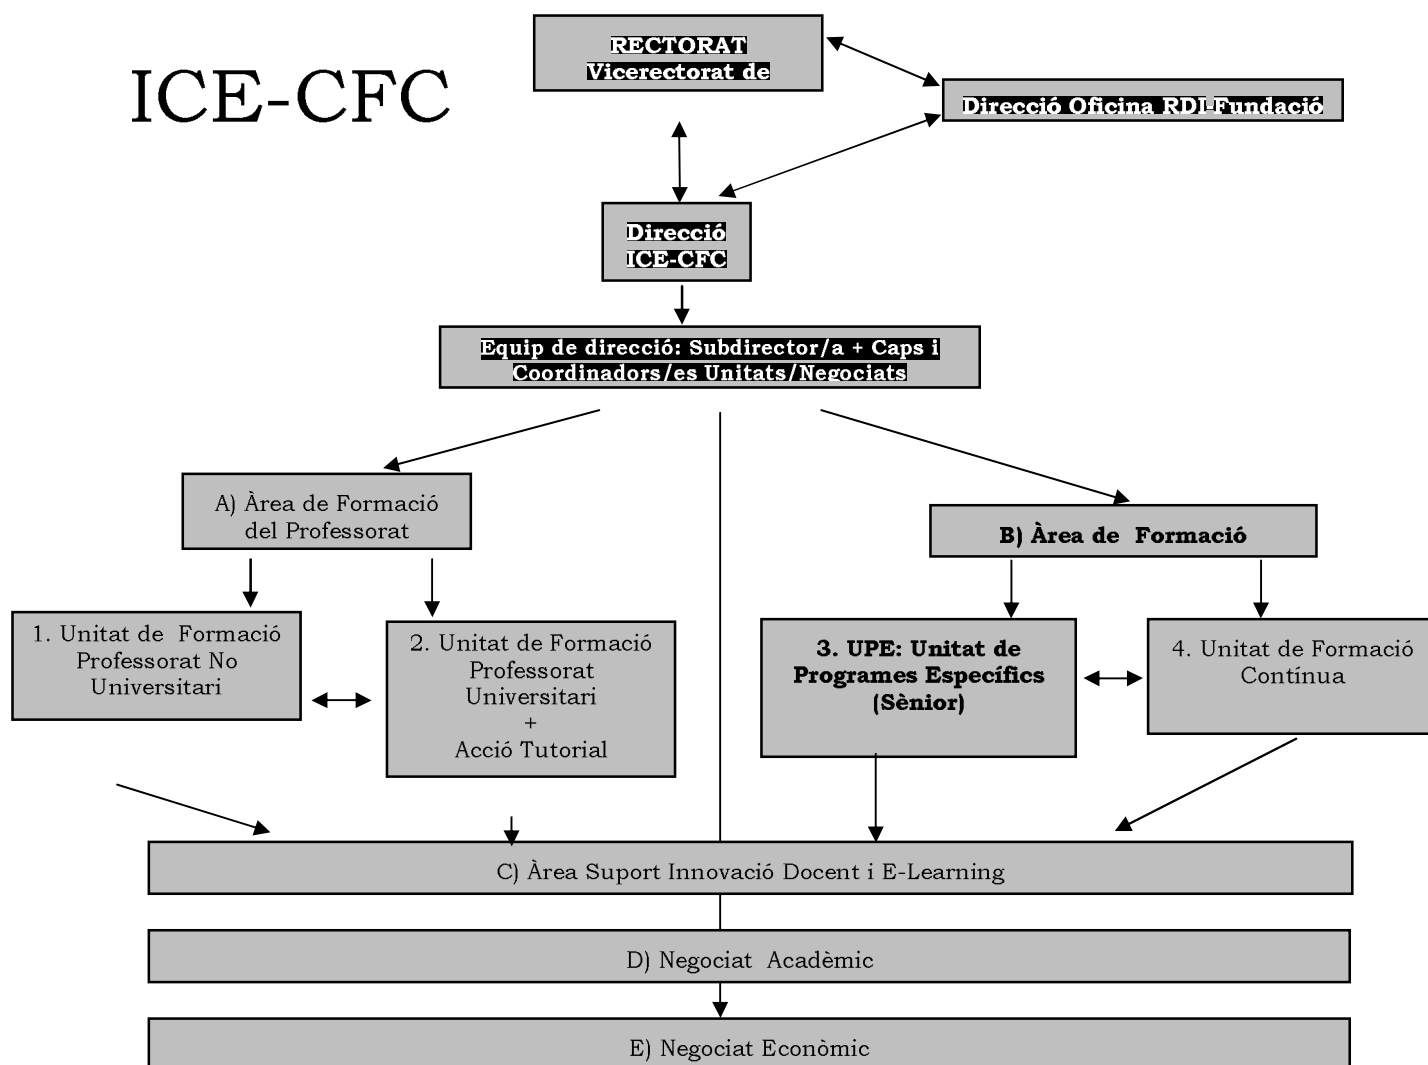 ICE-CFC
RECTORAT
Vicerectorat de
Direcció Oficina RDI-Fundació
Direcció
ICE-CFC
Equip de direcció: Subdirector/a + Caps i
Coordinadors/es Unitats/Negociats
A) Àrea de Formació
del Professorat
B) Àrea de Formació
1. Unitat de Formació
Professorat No
Universitari
2. Unitat de Formació
Professorat
Universitari
+
Acció Tutorial
3. UPE: Unitat de
Programes Específics
(Sènior)
4. Unitat de Formació
Contínua
C) Àrea Suport Innovació Docent i E-Learning
D) Negociat Acadèmic
E) Negociat Econòmic